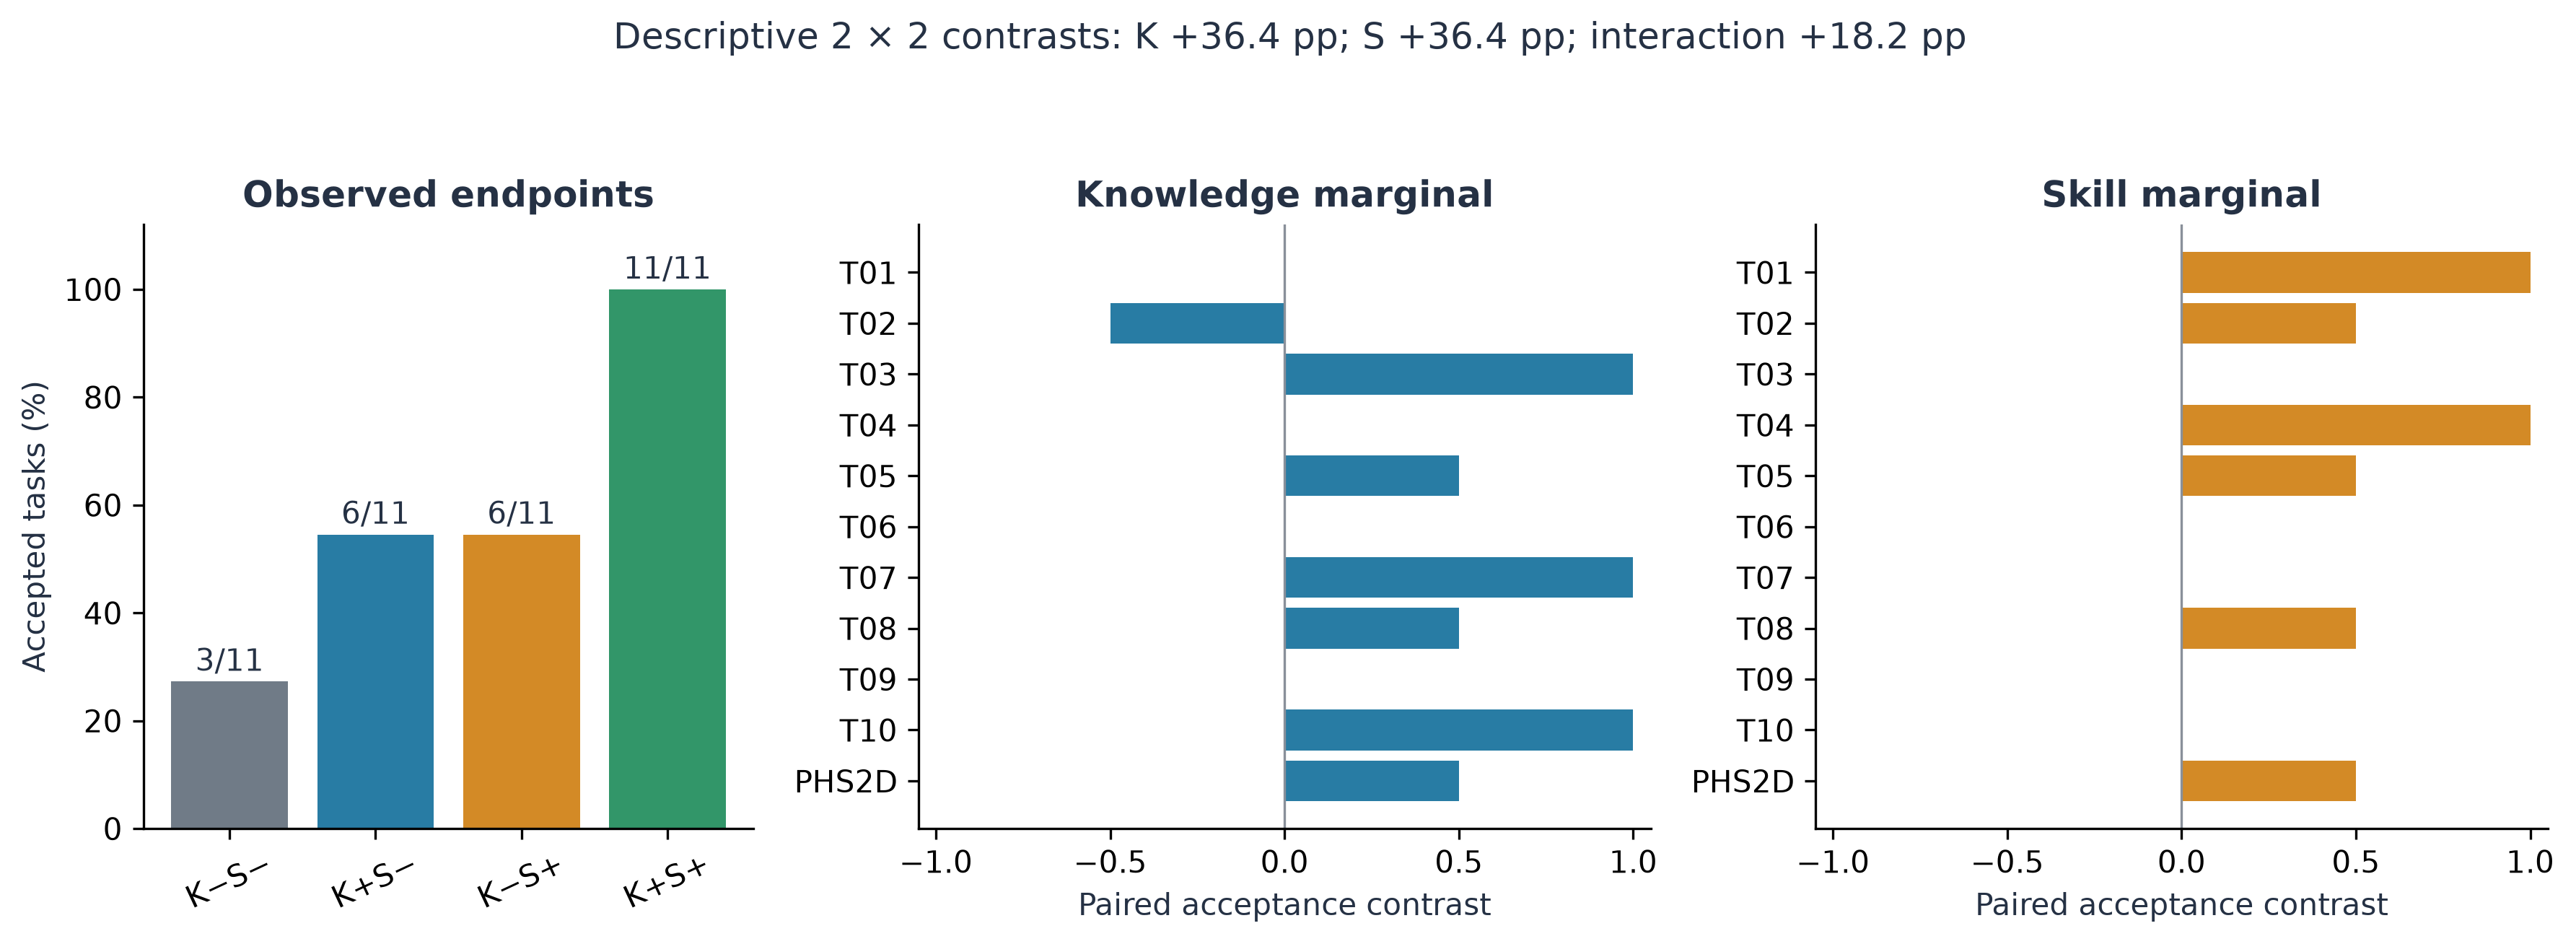 Descriptive 2 × 2 contrasts: K +36.4 pp; S +36.4 pp; interaction +18.2 pp
Observed endpoints
Accepted tasks (%)
100
80
60
40
20
0
3/11
6/11
6/11
11/11
K−S−
K+S−
K−S+
K+S+
Knowledge marginal
T01
T02
T03
T04
T05
T06
T07
T08
T09
T10
PHS2D
−1.0
−0.5
0.0
0.5
1.0
Paired acceptance contrast
Skill marginal
T01
T02
T03
T04
T05
T06
T07
T08
T09
T10
PHS2D
−1.0
−0.5
0.0
0.5
1.0
Paired acceptance contrast